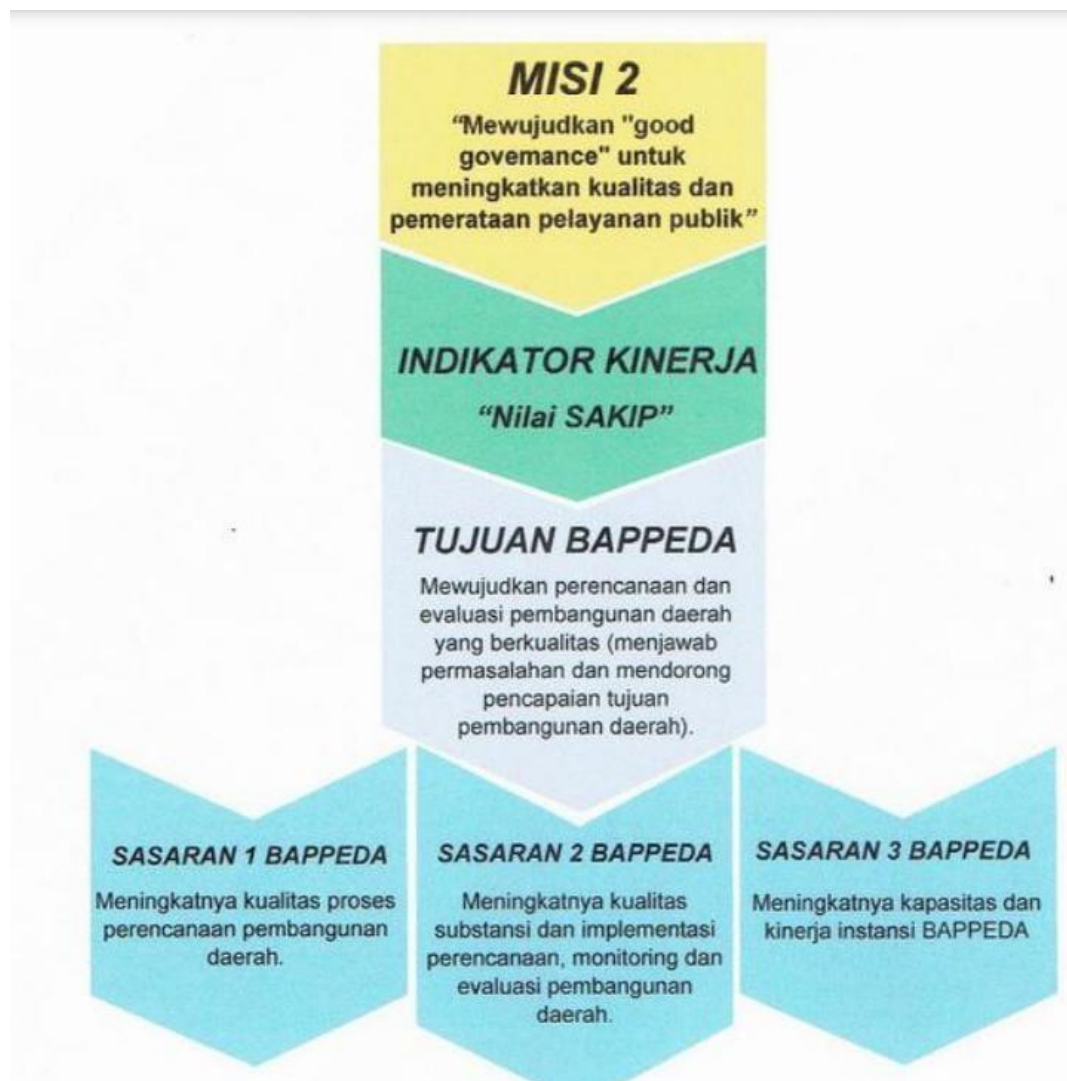 MISI 2
“Mewujudkan "good
governance" untuk
meningkatkan kualitas dan
pemerataan pelayanan publik”
INDIKATOR KINERJA
“Nilai SAKIP”
TUJUAN BAPPEDA
Mewujudkan perencanaan dan
evaluasi pembangunan daerah
yang berkualitas (menjawab
permasalahan dan mendorong
pencapaian tujuan
pembangunan daerah).
SASARAN 1 BAPPEDA
Meningkatnya kualitas proses
perencanaan pembangunan
daerah.
SASARAN 2 BAPPEDA
Meningkatnya kualitas
substansi dan implementasi
perencanaan, monitoring dan
evaluasi pembangunan
daerah.
SASARAN 3 BAPPEDA
Meningkatnya kapasitas dan
kinerja instansi BAPPEDA